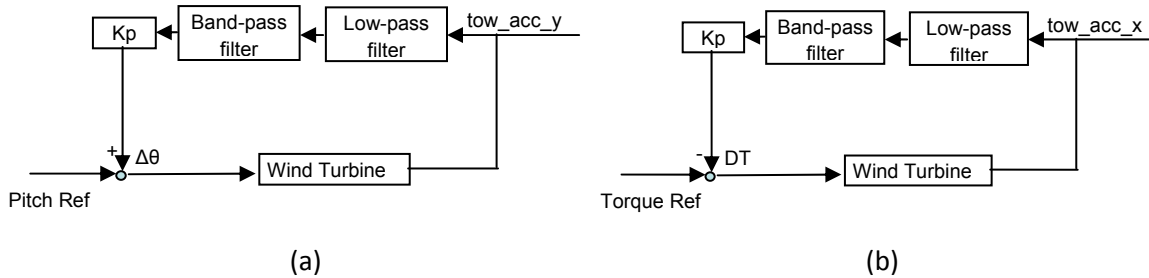 Kp
Band-pass
filter
Low-pass
filter
tow_acc_y
+
Δθ
Wind Turbine
Pitch Ref
(a)
Kp
Band-pass
filter
Low-pass
filter
tow_acc_x
-
DT
Wind Turbine
Torque Ref
(b)